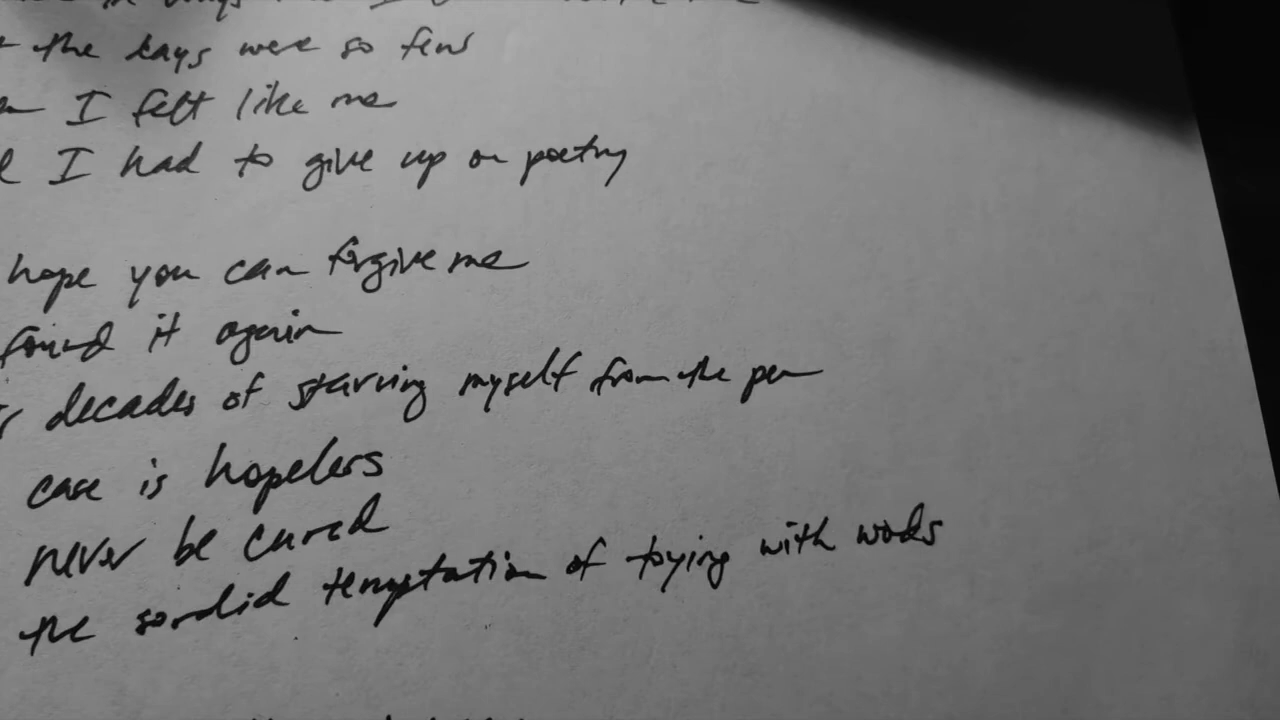 the days were so few
I felt like me
I had to give up on poetry
hope you can forgive me
found it again
decades of starving myself from the pen
case is hopeless
never be cured
the sordid temptation of toying with words